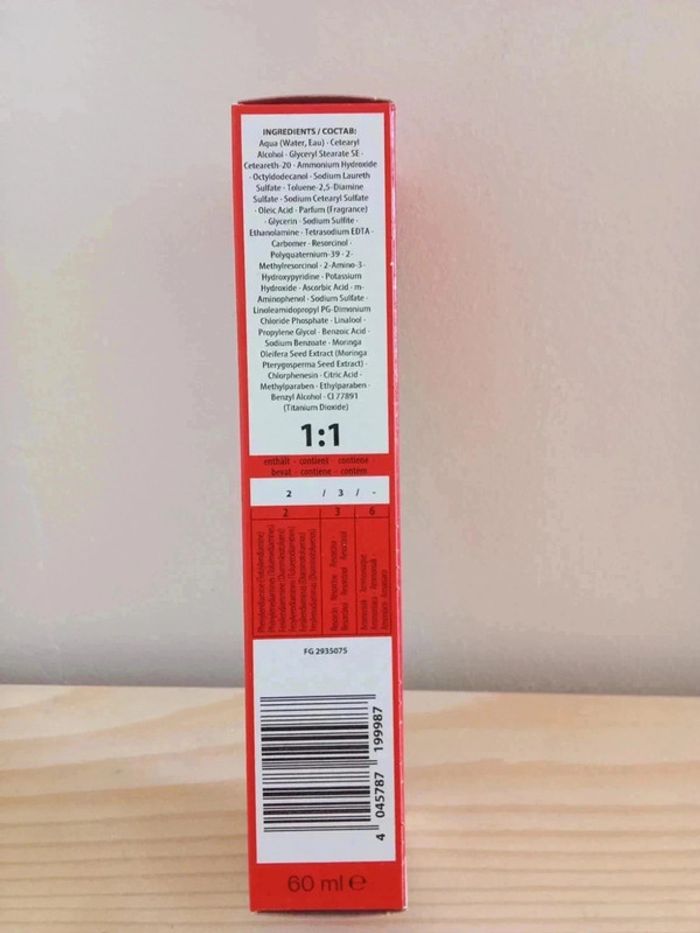 INGREDIENTS / СОСТАВ:
Aqua (Water, Eau) · Cetearyl
Alcohol · Glyceryl Stearate SE ·
Ceteareth-20 · Ammonium Hydroxide
· Octyldodecanol · Sodium Laureth
Sulfate · Toluene-2,5-Diamine
Sulfate · Sodium Cetearyl Sulfate
· Oleic Acid · Parfum (Fragrance)
· Glycerin · Sodium Sulfite ·
Ethanolamine · Tetrasodium EDTA ·
Carbomer · Resorcinol ·
Polyquaternium-39 · 2-
Methylresorcinol · 2-Amino-3-
Hydroxypyridine · Potassium
Hydroxide · Ascorbic Acid · m-
Aminophenol · Sodium Sulfate ·
Linoleamidopropyl PG-Dimonium
Chloride Phosphate · Linalool ·
Propylene Glycol · Benzoic Acid ·
Sodium Benzoate · Moringa
Oleifera Seed Extract (Moringa
Pterygosperma Seed Extract) ·
Chlorphenesin · Citric Acid ·
Methylparaben · Ethylparaben ·
Benzyl Alcohol · CI 77891
(Titanium Dioxide)
1:1
enthält - contient - contiene -
bevat - contiene - contém
2 / 3 / -
2 3 6
FG 2935075
4 045787 199987
60 ml ℮